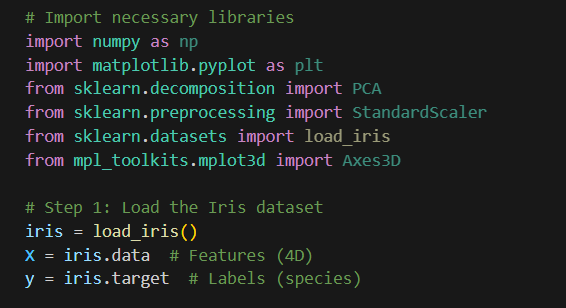 # Import necessary libraries
import numpy as np
import matplotlib.pyplot as plt
from sklearn.decomposition import PCA
from sklearn.preprocessing import StandardScaler
from sklearn.datasets import load_iris
from mpl_toolkits.mplot3d import Axes3D
# Step 1: Load the Iris dataset
iris = load_iris()
X = iris.data  # Features (4D)
y = iris.target  # Labels (species)